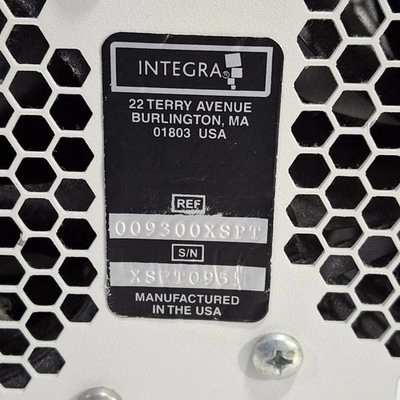 INTEGRA®
22 TERRY AVENUE
BURLINGTON, MA
01803 USA
REF
009300XSPT
S/N
MANUFACTURED
IN THE USA